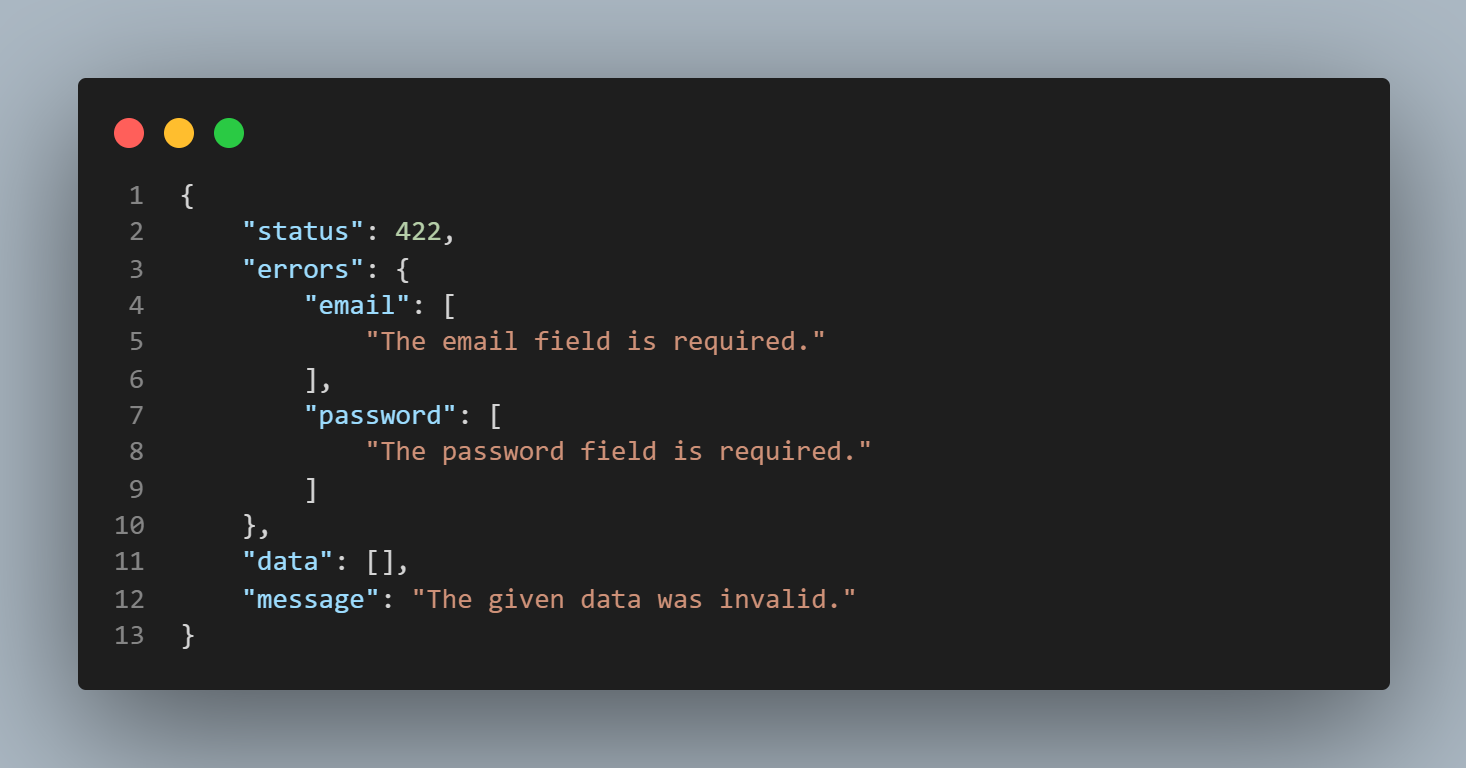 1 {
2     "status": 422,
3     "errors": {
4         "email": [
5             "The email field is required."
6         ],
7         "password": [
8             "The password field is required."
9         ]
10     },
11     "data": [],
12     "message": "The given data was invalid."
13 }